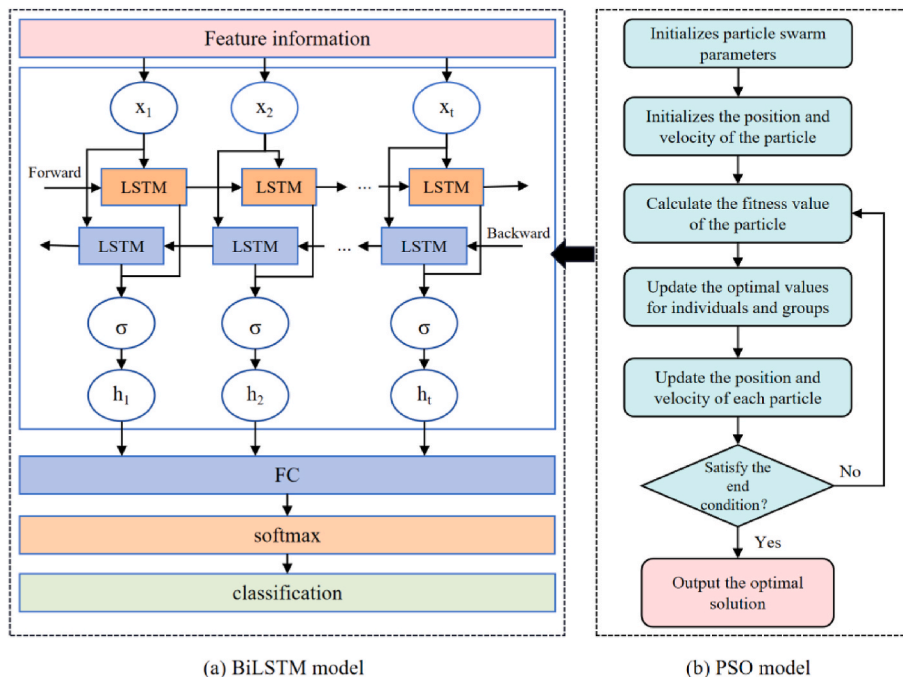 Feature information
x1
x2
xt
Forward
LSTM
LSTM
...
LSTM
LSTM
LSTM
...
LSTM
Backward
σ
σ
σ
h1
h2
ht
FC
softmax
classification
(a) BiLSTM model
Initializes particle swarm
parameters
Initializes the position and
velocity of the particle
Calculate the fitness value
of the particle
Update the optimal values
for individuals and groups
Update the position and
velocity of each particle
Satisfy the
end
condition?
No
Yes
Output the optimal
solution
(b) PSO model